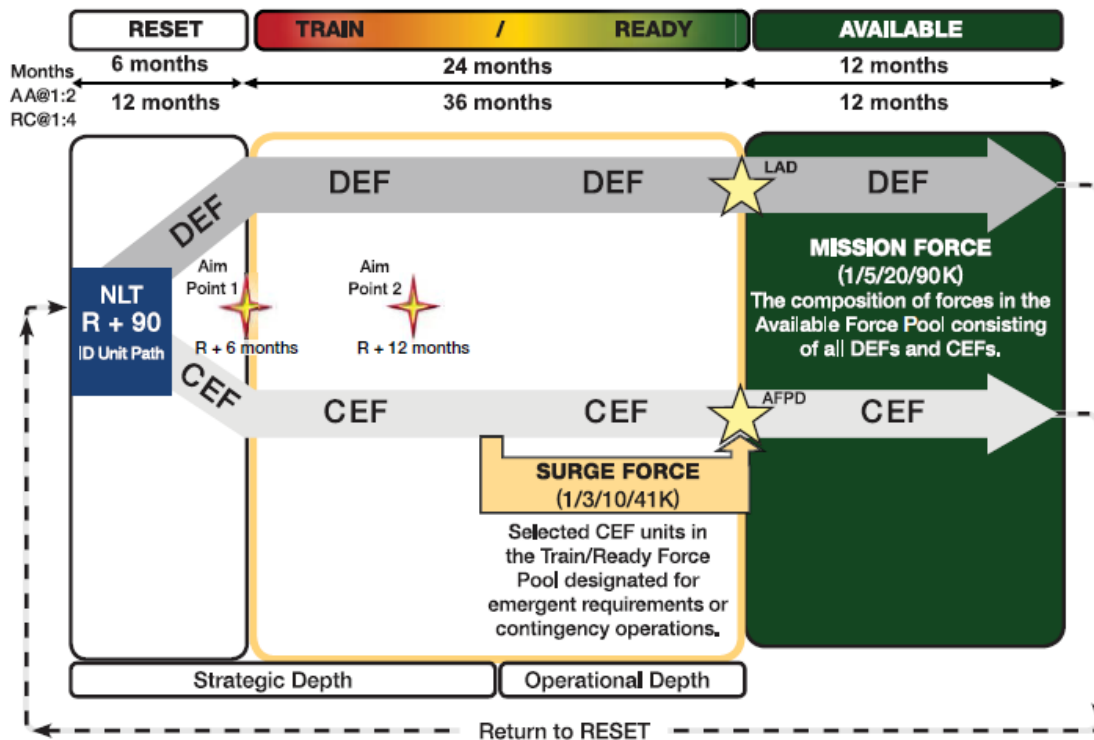 RESET
TRAIN / READY
AVAILABLE
Months
AA@1:2
RC@1:4
6 months
24 months
12 months
12 months
36 months
12 months
DEF
DEF
DEF
LAD
DEF
NLT
R + 90
ID Unit Path
Aim
Point 1
R + 6 months
Aim
Point 2
R + 12 months
MISSION FORCE
(1/5/20/90K)
The composition of forces in the
Available Force Pool consisting
of all DEFs and CEFs.
CEF
CEF
CEF
AFPD
CEF
SURGE FORCE
(1/3/10/41K)
Selected CEF units in
the Train/Ready Force
Pool designated for
emergent requirements or
contingency operations.
Strategic Depth
Operational Depth
Return to RESET